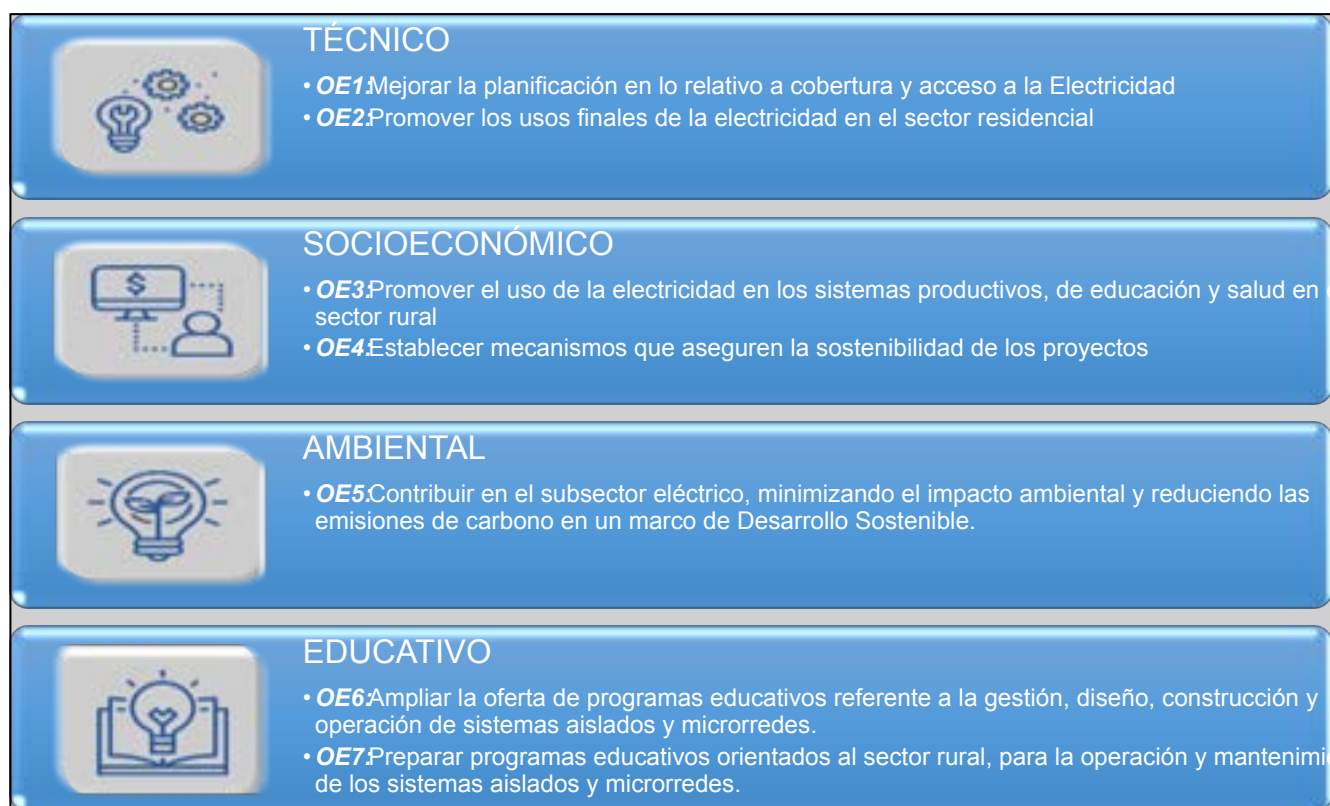 TÉCNICO
• OE1: Mejorar la planificación en lo relativo a cobertura y acceso a la Electricidad
• OE2: Promover los usos finales de la electricidad en el sector residencial
SOCIOECONÓMICO
• OE3: Promover el uso de la electricidad en los sistemas productivos, de educación y salud en
sector rural
• OE4: Establecer mecanismos que aseguren la sostenibilidad de los proyectos
AMBIENTAL
• OE5: Contribuir en el subsector eléctrico, minimizando el impacto ambiental y reduciendo las
emisiones de carbono en un marco de Desarrollo Sostenible.
EDUCATIVO
• OE6: Ampliar la oferta de programas educativos referente a la gestión, diseño, construcción y
operación de sistemas aislados y microrredes.
• OE7: Preparar programas educativos orientados al sector rural, para la operación y
de los sistemas aislados y microrredes.